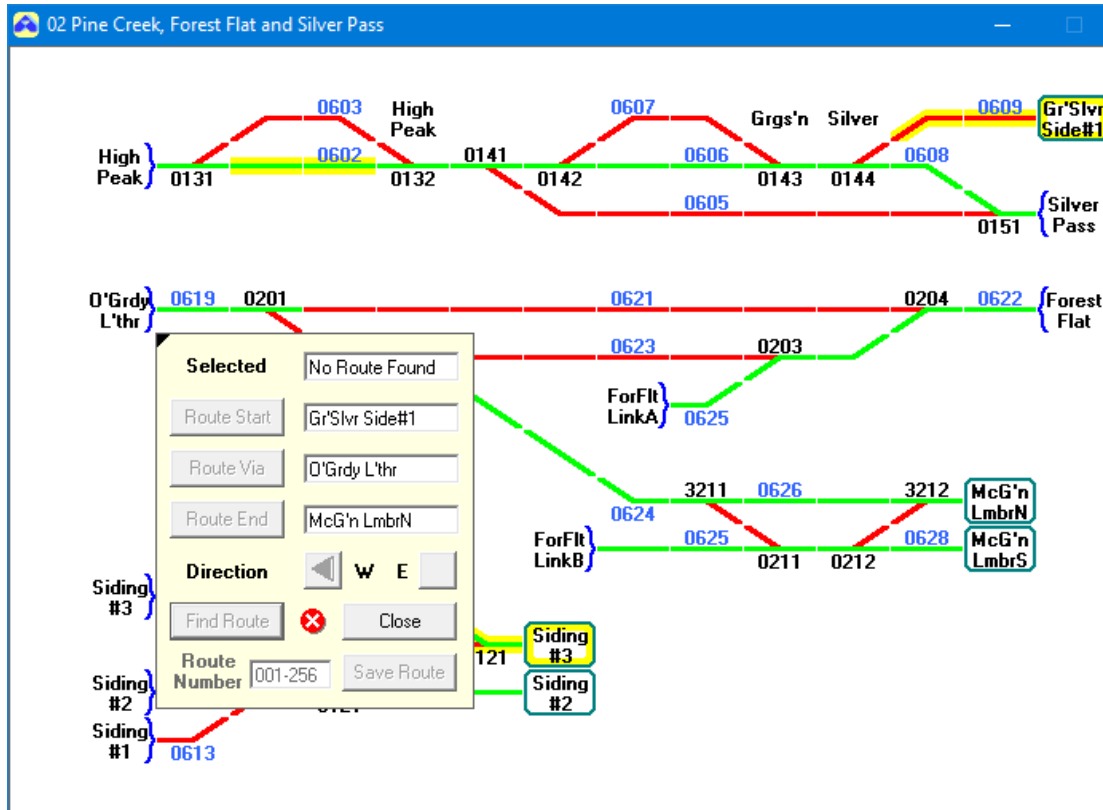 02 Pine Creek, Forest Flat and Silver Pass
0603 High Peak
0607
Grgs'n Silver
0609 Gr'Slvr Side#1
High Peak
0602
0141
0606
0608
0131
0132
0142
0143
0144
0605
Silver Pass
0151
O'Grdy L'thr
0619
0201
0621
0204
0622
Forest Flat
0623
0203
ForFlt LinkA
0625
Selected
No Route Found
Route Start
Gr'Slvr Side#1
Route Via
O'Grdy L'thr
Route End
McG'n LmbrN
Direction
W E
Find Route
Close
Route Number
001-256
Save Route
3211
0626
3212
McG'n LmbrN
0624
ForFlt LinkB
0625
0628
McG'n LmbrS
0211
0212
Siding #3
121
Siding #3
Siding #2
Siding #2
Siding #1
0613